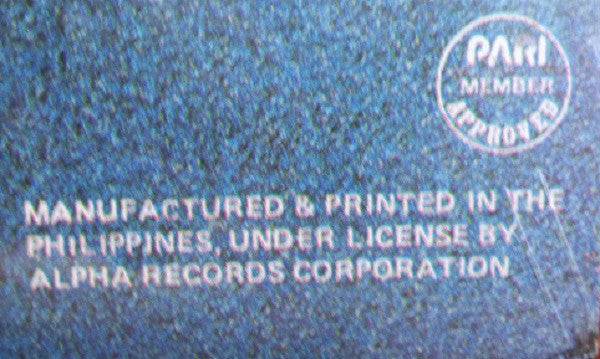 PARI
MEMBER
APPROVED
MANUFACTURED & PRINTED IN THE
PHILIPPINES, UNDER LICENSE BY
ALPHA RECORDS CORPORATION